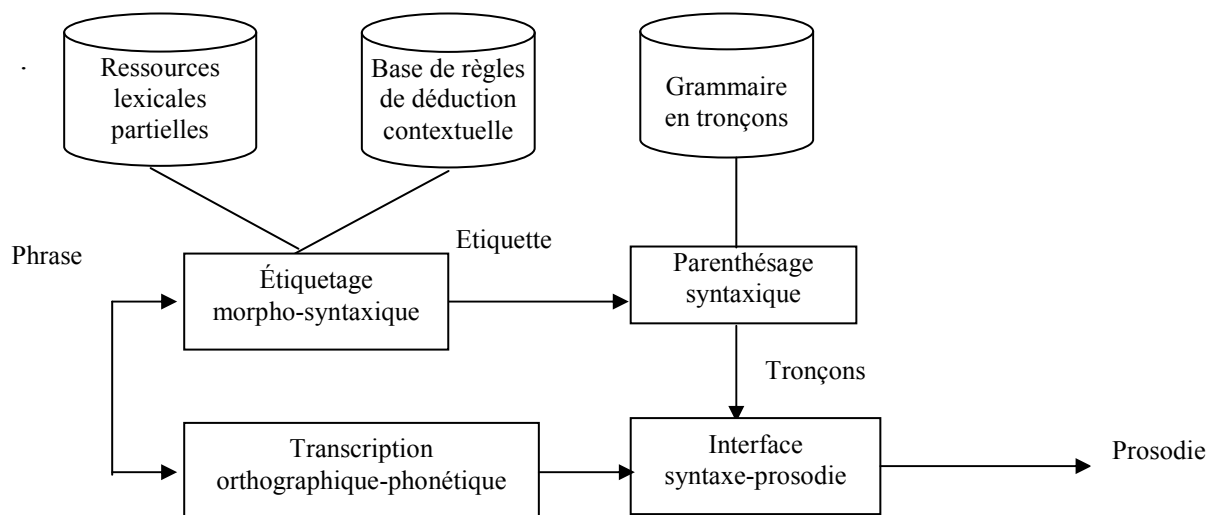 Ressources
lexicales
partielles
Base de règles
de déduction
contextuelle
Grammaire
en tronçons
Phrase
Étiquetage
morpho-syntaxique
Etiquette
Parenthésage
syntaxique
Tronçons
Transcription
orthographique-phonétique
Interface
syntaxe-prosodie
Prosodie